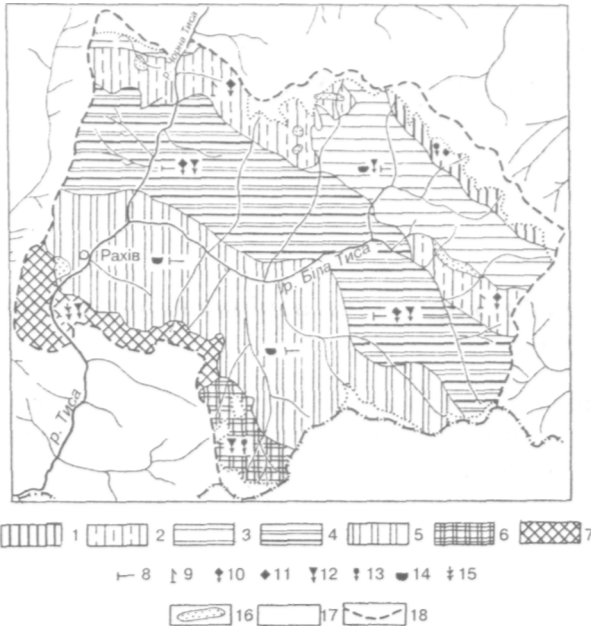 р. Чорна Тиса
Рахів
р. Біла Тиса
р. Тиса
1 2 3 4 5 6 7
8 9 10 11 12 13 14 15
16 17 18